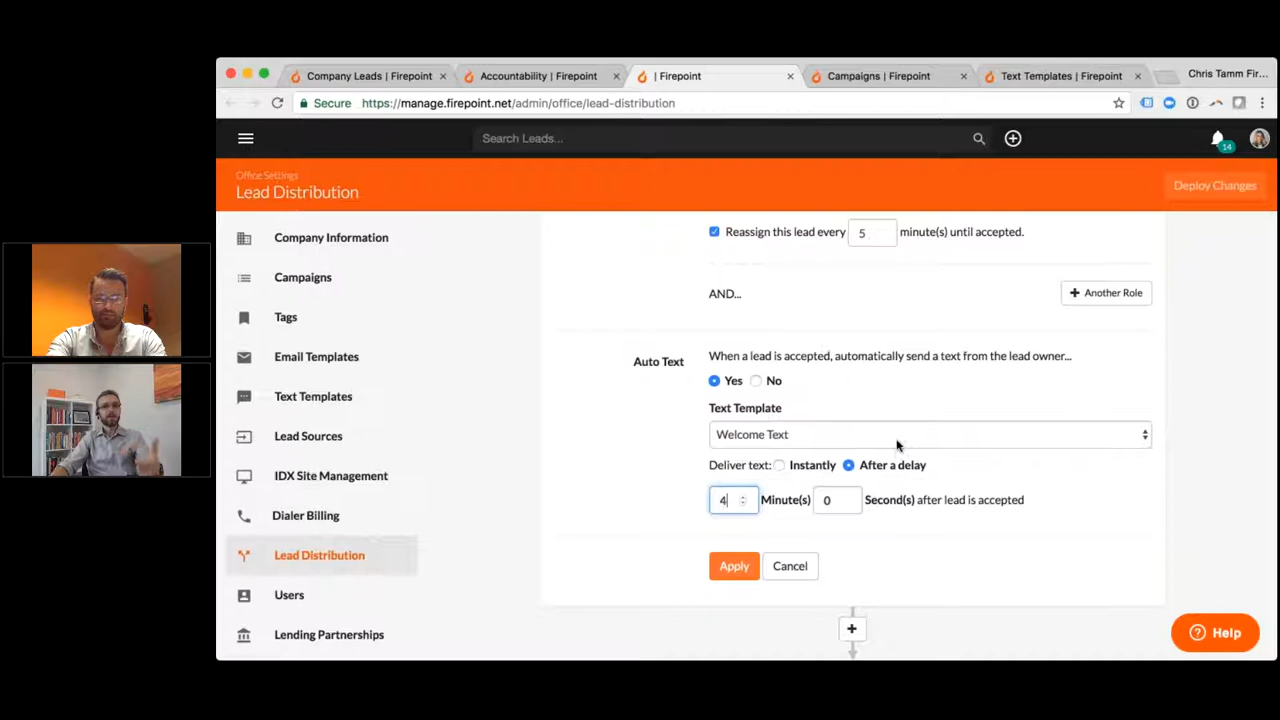 Company Leads | Firepoint
Accountability | Firepoint
| Firepoint
Campaigns | Firepoint
Text Templates | Firepoint
Chris Tamm Fir...
Secure
https://manage.firepoint.net/admin/office/lead-distribution
Search Leads...
14
Office Settings
Lead Distribution
Deploy Changes
Company Information
Campaigns
Tags
Email Templates
Text Templates
Lead Sources
IDX Site Management
Dialer Billing
Lead Distribution
Users
Lending Partnerships
Reassign this lead every 5 minute(s) until accepted.
AND...
+ Another Role
Auto Text
When a lead is accepted, automatically send a text from the lead owner...
Yes No
Text Template
Welcome Text
Deliver text: Instantly After a delay
4 Minute(s) 0 Second(s) after lead is accepted
Apply Cancel
+
? Help